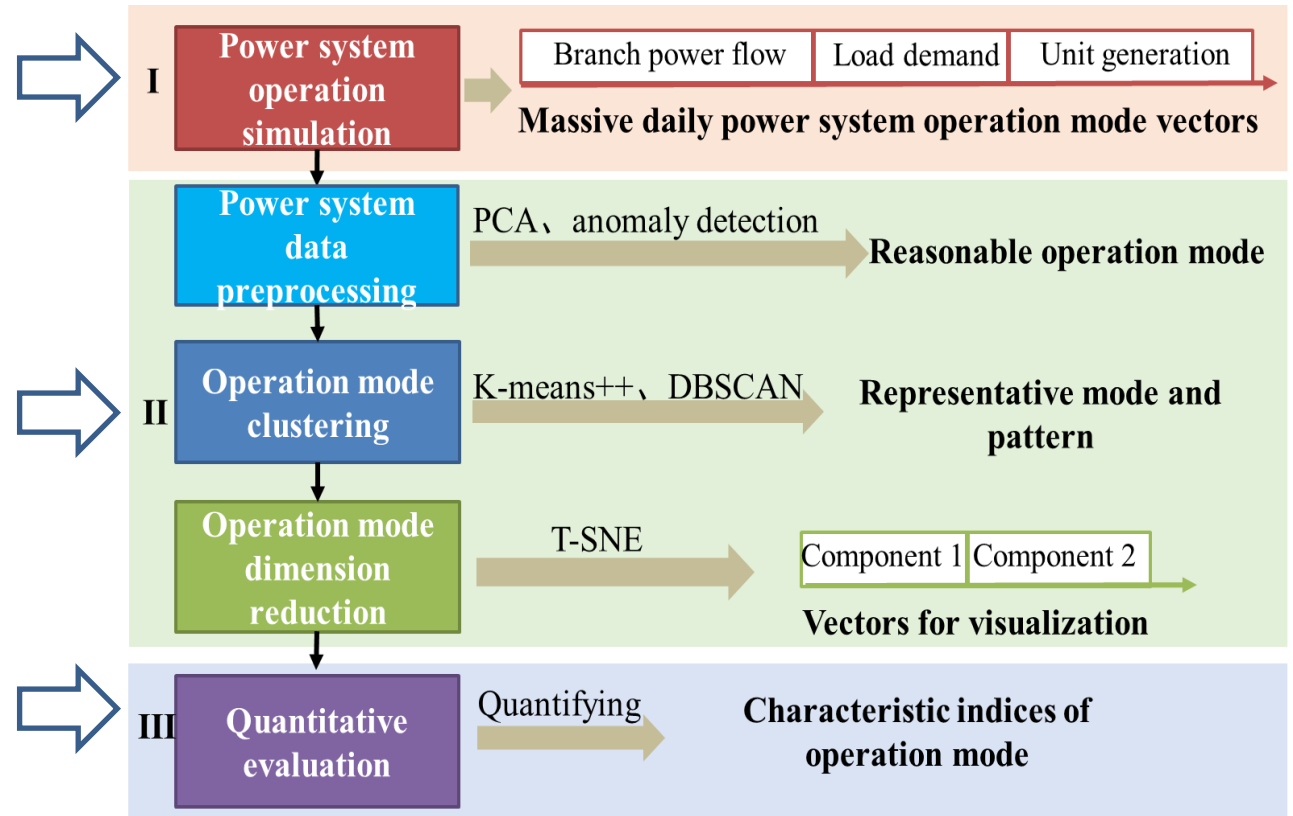 I
Power system
operation
simulation
Branch power flow
Load demand
Unit generation
Massive daily power system operation mode vectors
Power system
data
preprocessing
PCA、anomaly detection
Reasonable operation mode
II
Operation mode
clustering
K-means++、DBSCAN
Representative mode and
pattern
Operation mode
dimension
reduction
T-SNE
Component 1
Component 2
Vectors for visualization
III
Quantitative
evaluation
Quantifying
Characteristic indices of
operation mode